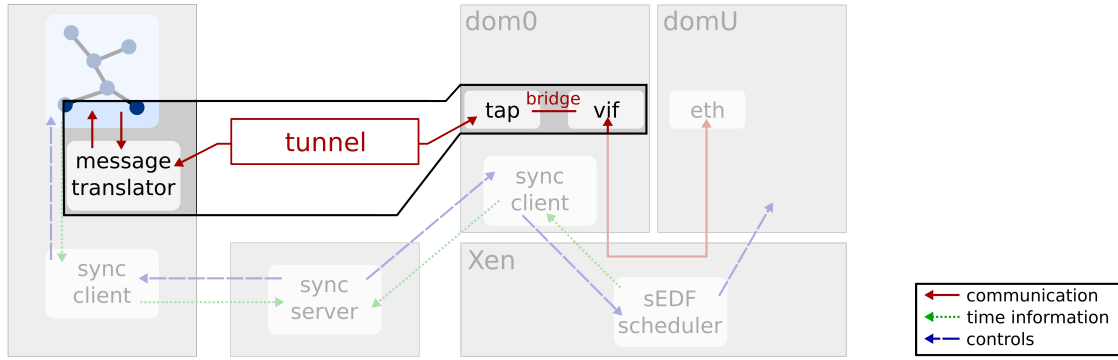 dom0
domU
tap
bridge
vif
eth
tunnel
message
translator
sync
client
sync
client
sync
server
Xen
sEDF
scheduler
communication
time information
controls